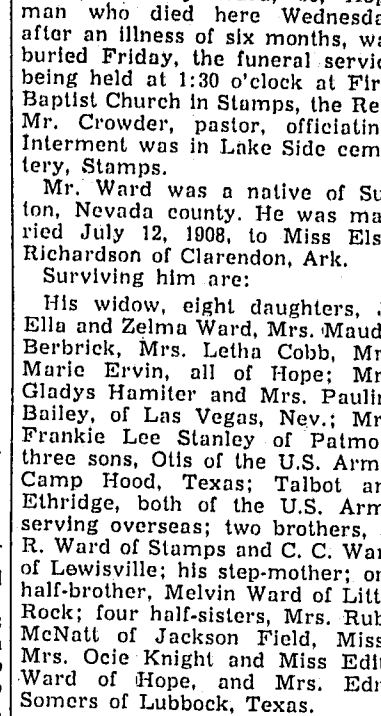 man who died here Wednesda
after an illness of six months, wa
buried Friday, the funeral servic
being held at 1:30 o'clock at Fir
Baptist Church in Stamps, the Re
Mr. Crowder, pastor, officiatin
Interment was in Lake Side cem
tery, Stamps.
Mr. Ward was a native of Su
ton, Nevada county. He was ma
ried July 12, 1908, to Miss Els
Richardson of Clarendon, Ark.
Surviving him are:
His widow, eight daughters,
Ella and Zelma Ward, Mrs. Maud
Berbrick, Mrs. Letha Cobb, Mr
Marie Ervin, all of Hope; Mr
Gladys Hamiter and Mrs. Paulin
Bailey, of Las Vegas, Nev.; Mr
Frankie Lee Stanley of Patmo
three sons, Otis of the U.S. Arm
Camp Hood, Texas; Talbot an
Ethridge, both of the U.S. Arm
serving overseas; two brothers,
R. Ward of Stamps and C. C. War
of Lewisville; his step-mother; on
half-brother, Melvin Ward of Litt
Rock; four half-sisters, Mrs. Rub
McNatt of Jackson Field, Miss
Mrs. Ocie Knight and Miss Edit
Ward of Hope, and Mrs. Edn
Somers of Lubbock, Texas.